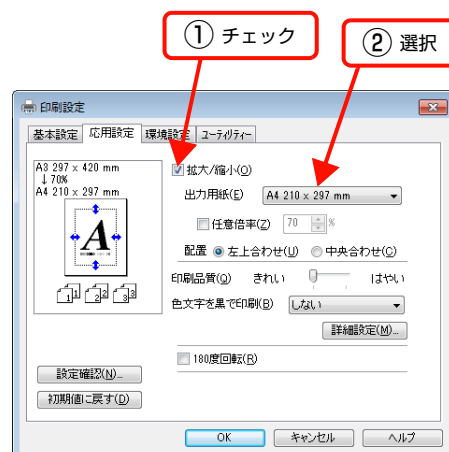 ① チェック
② 選択
印刷設定
基本設定 応用設定 環境設定 ユーティリティー
A3 297 x 420 mm
↓ 70%
A4 210 x 297 mm
A
1 1 2 2 3 3
拡大/縮小(O)
出力用紙(E) A4 210 x 297 mm
任意倍率(Z) 70 %
配置 左上合わせ(U) 中央合わせ(C)
印刷品質(Q) きれい はやい
色文字を黒で印刷(B) しない
詳細設定(M)...
180度回転(R)
設定確認(N)...
初期値に戻す(D)
OK キャンセル ヘルプ